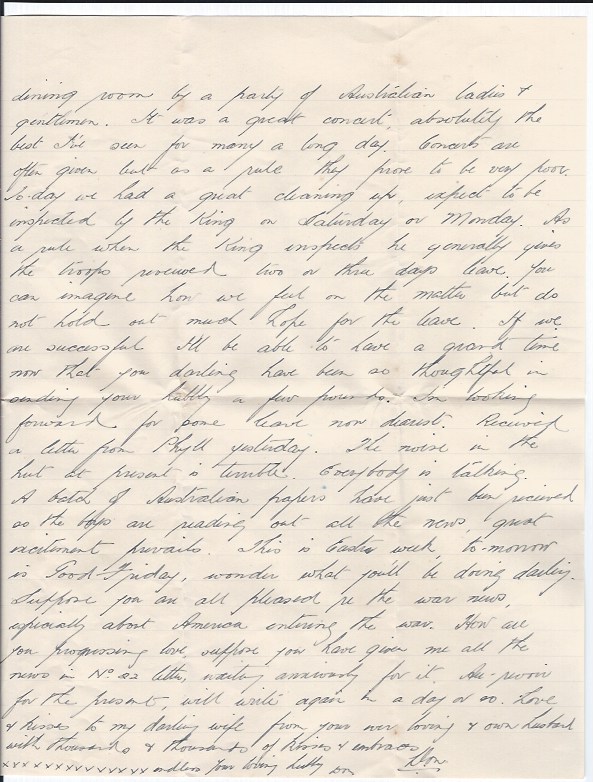 dining room by a party of Australian ladies &
gentlemen. It was a great concert, absolutely the
best I've seen for many a long day. Concerts are
often given but as a rule they prove to be very poor.
To-day we had a great cleaning up, expect to be
inspected by the King on Saturday or Monday. As
a rule when the King inspects he generally gives
the troops reviewed two or three days leave. You
can imagine how we feel on the matter but do
not hold out much hope for the leave. If we
are successful I'll be able to have a grand time
now that you darling have been so thoughtful in
sending your hubby a few pounds. I'm looking
forward for some leave now dearest. Received
a letter from Phyll yesterday. The noise in the
hut at present is terrible. Everybody is talking.
A batch of Australian papers have just been recieved
so the boys are reading out all the news, great
excitement prevails. This is Easter week, to-morrow
is Good-Friday, wonder what you'll be doing darling.
Suppose you are all pleased re the war news,
especially about America entering the war. How are
you progressing love, suppose you have given me all the
news in No 22 letter, waiting anxiously for it. Au-revoir
for the present, will write again in a day or so. Love
& kisses to my darling wife from your ever loving & own husband
with thousands & thousands of kisses & embraces Don
xxxxxxxxxxxxxxx endless your loving hubby Don